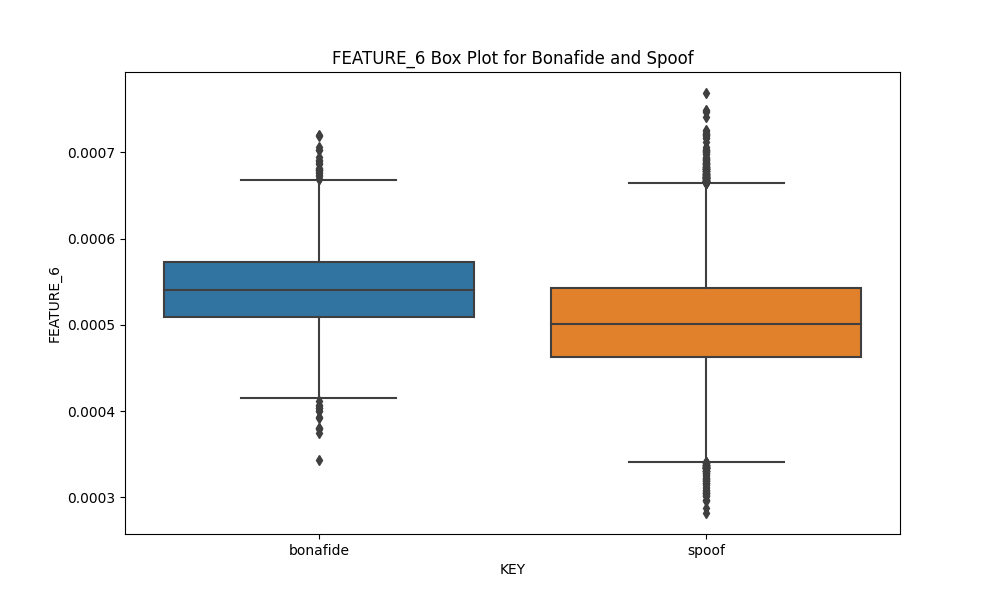 FEATURE_6 Box Plot for Bonafide and Spoof
FEATURE_6
0.0007
0.0006
0.0005
0.0004
0.0003
bonafide
spoof
KEY